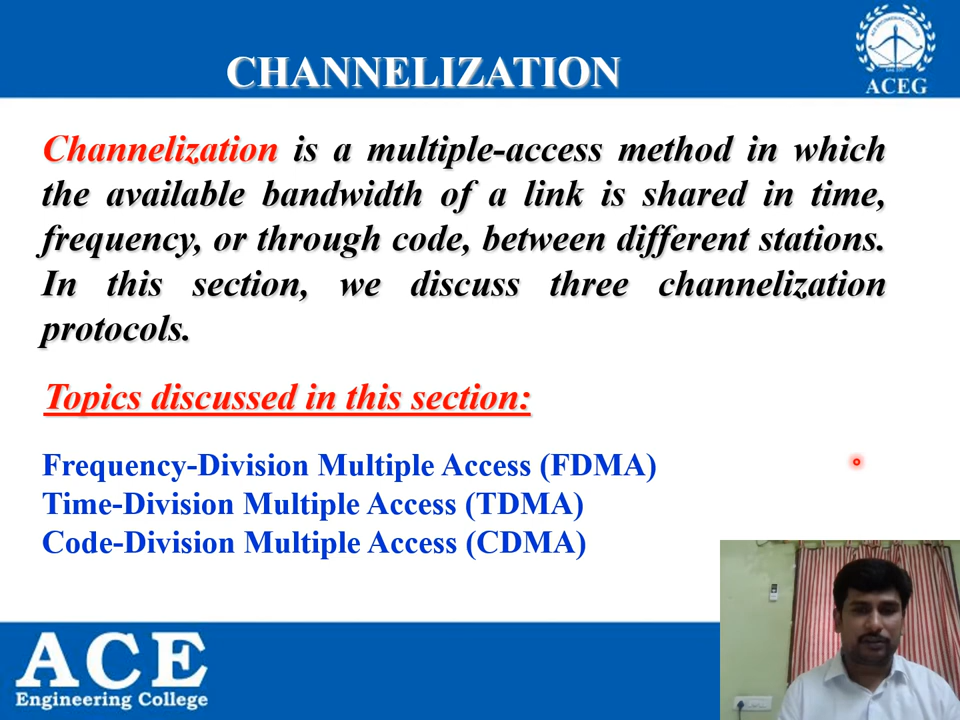 CHANNELIZATION
ACEG
Channelization is a multiple-access method in which
the available bandwidth of a link is shared in time,
frequency, or through code, between different stations.
In this section, we discuss three channelization
protocols.
Topics discussed in this section:
Frequency-Division Multiple Access (FDMA)
Time-Division Multiple Access (TDMA)
Code-Division Multiple Access (CDMA)
ACE
Engineering College